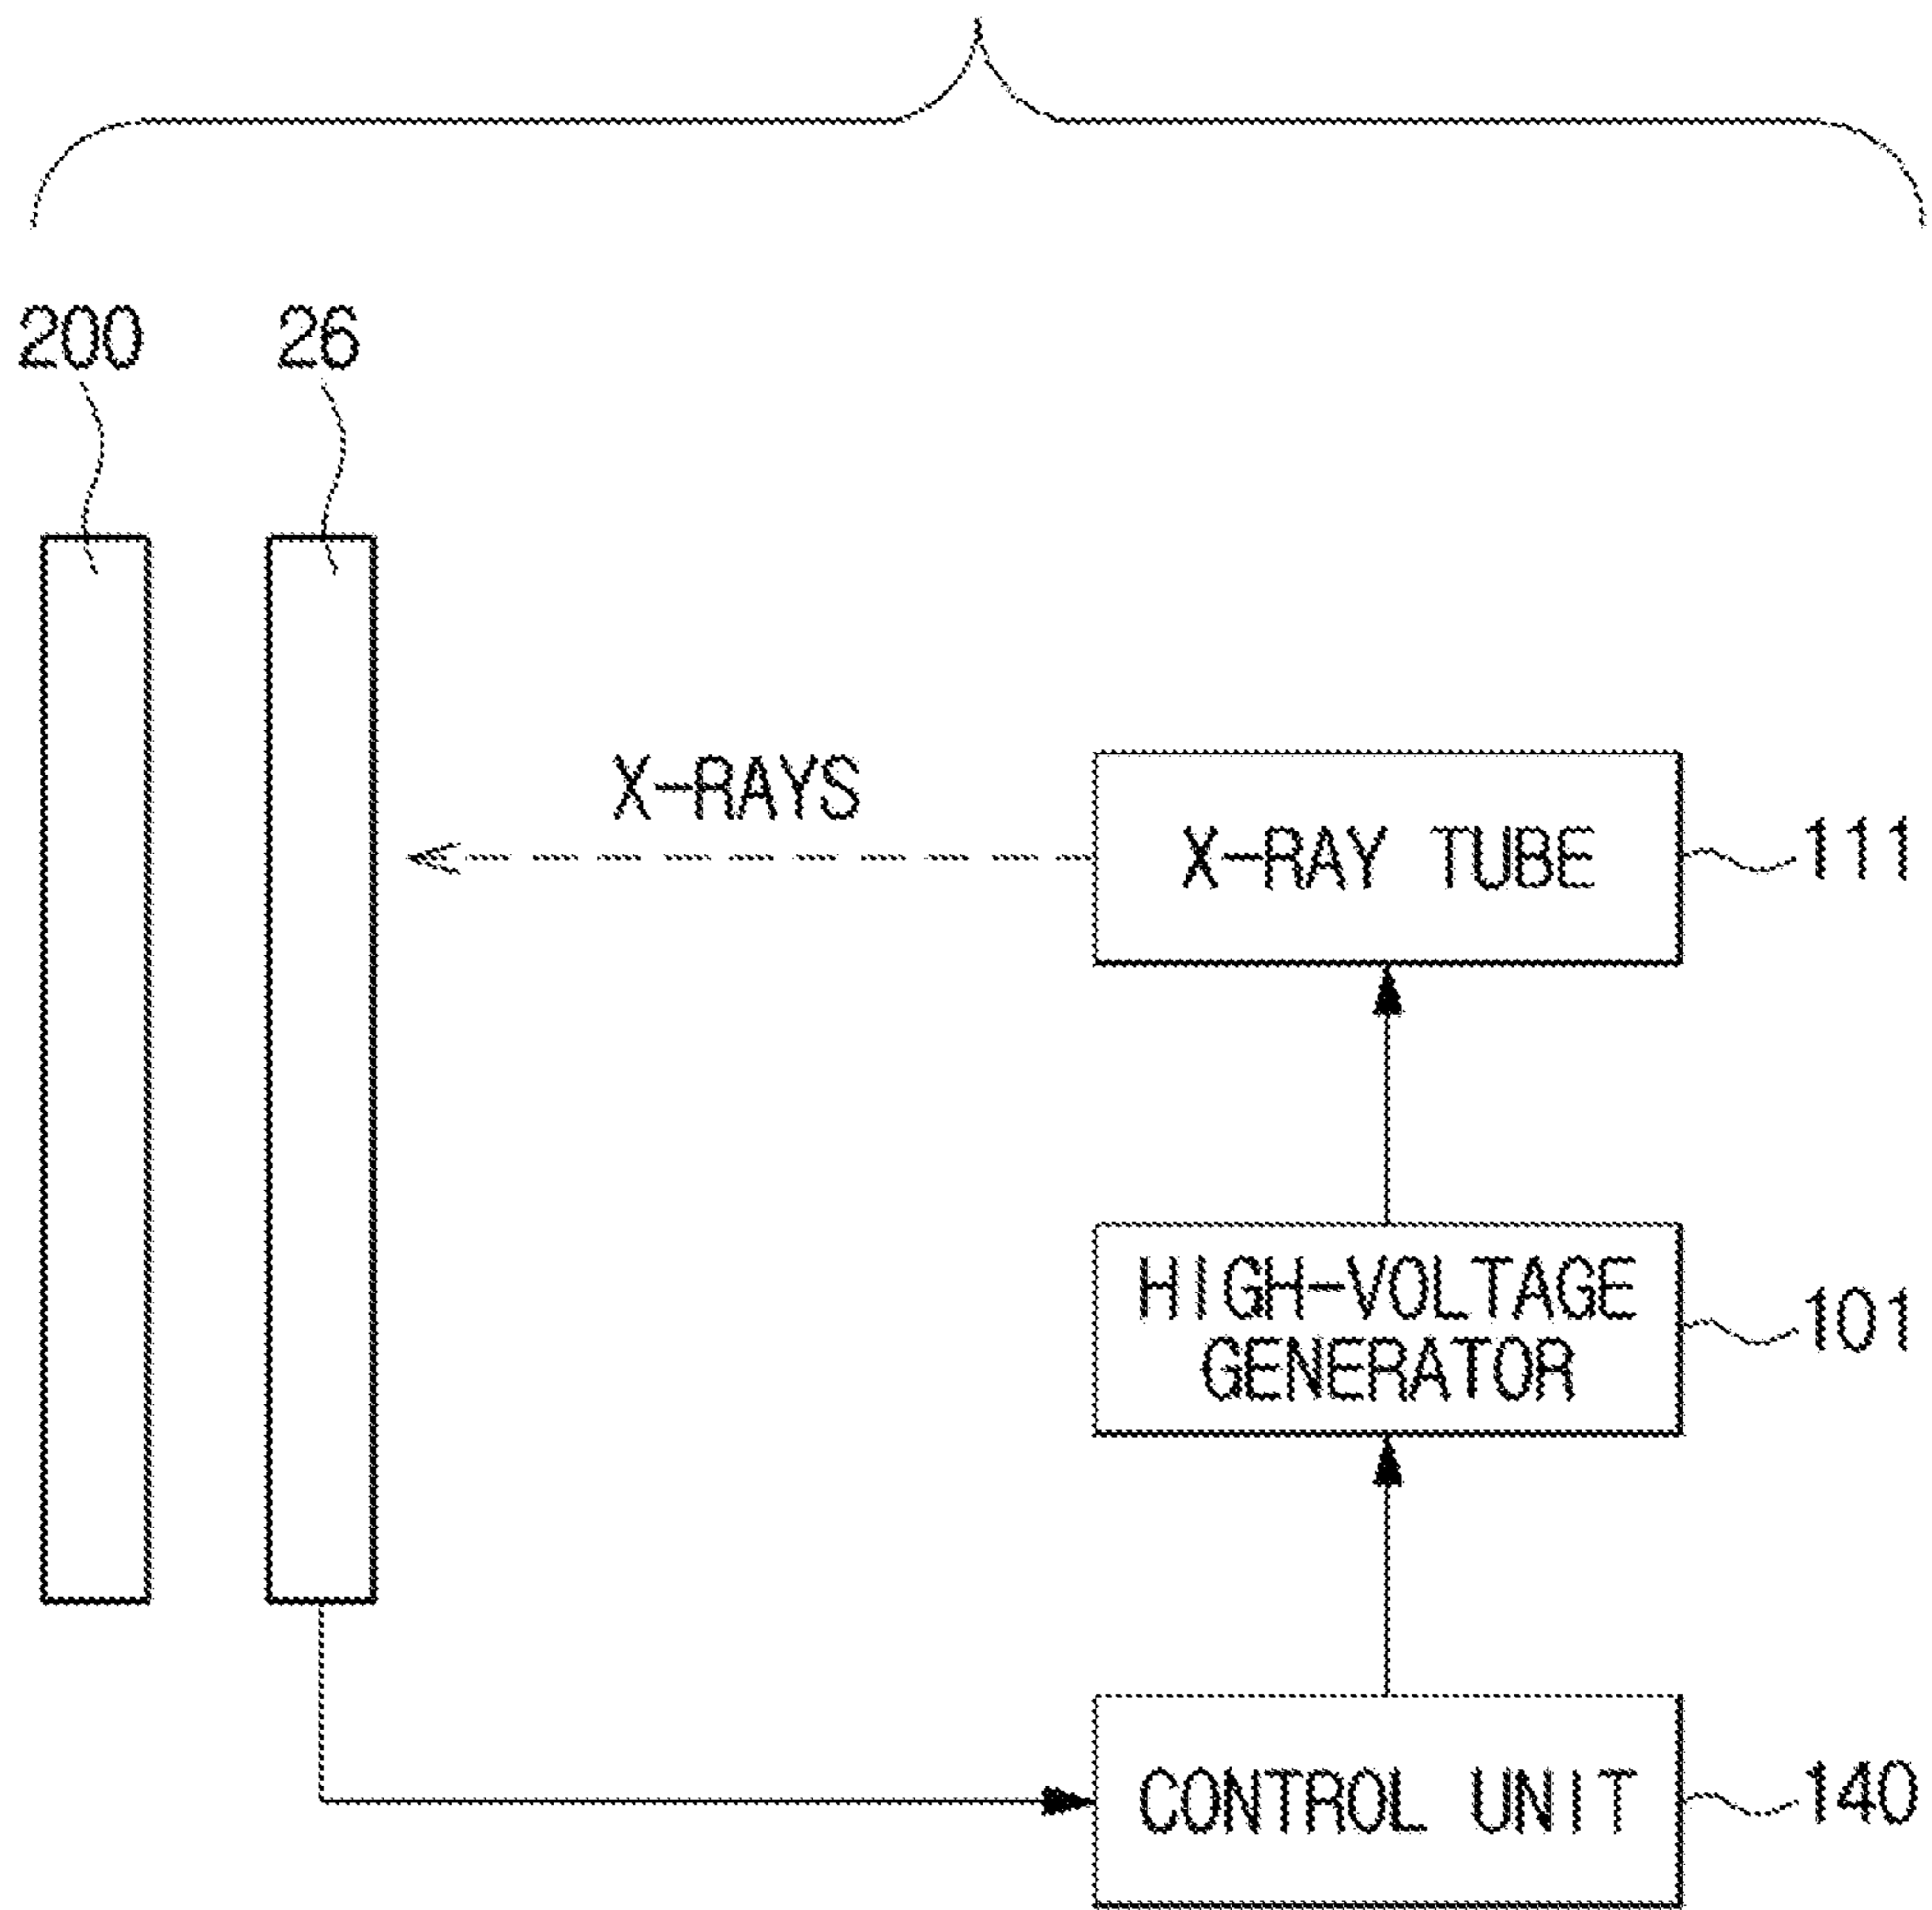 200
26
X-RAYS
X-RAY TUBE
111
HIGH-VOLTAGE
GENERATOR
101
CONTROL UNIT
140